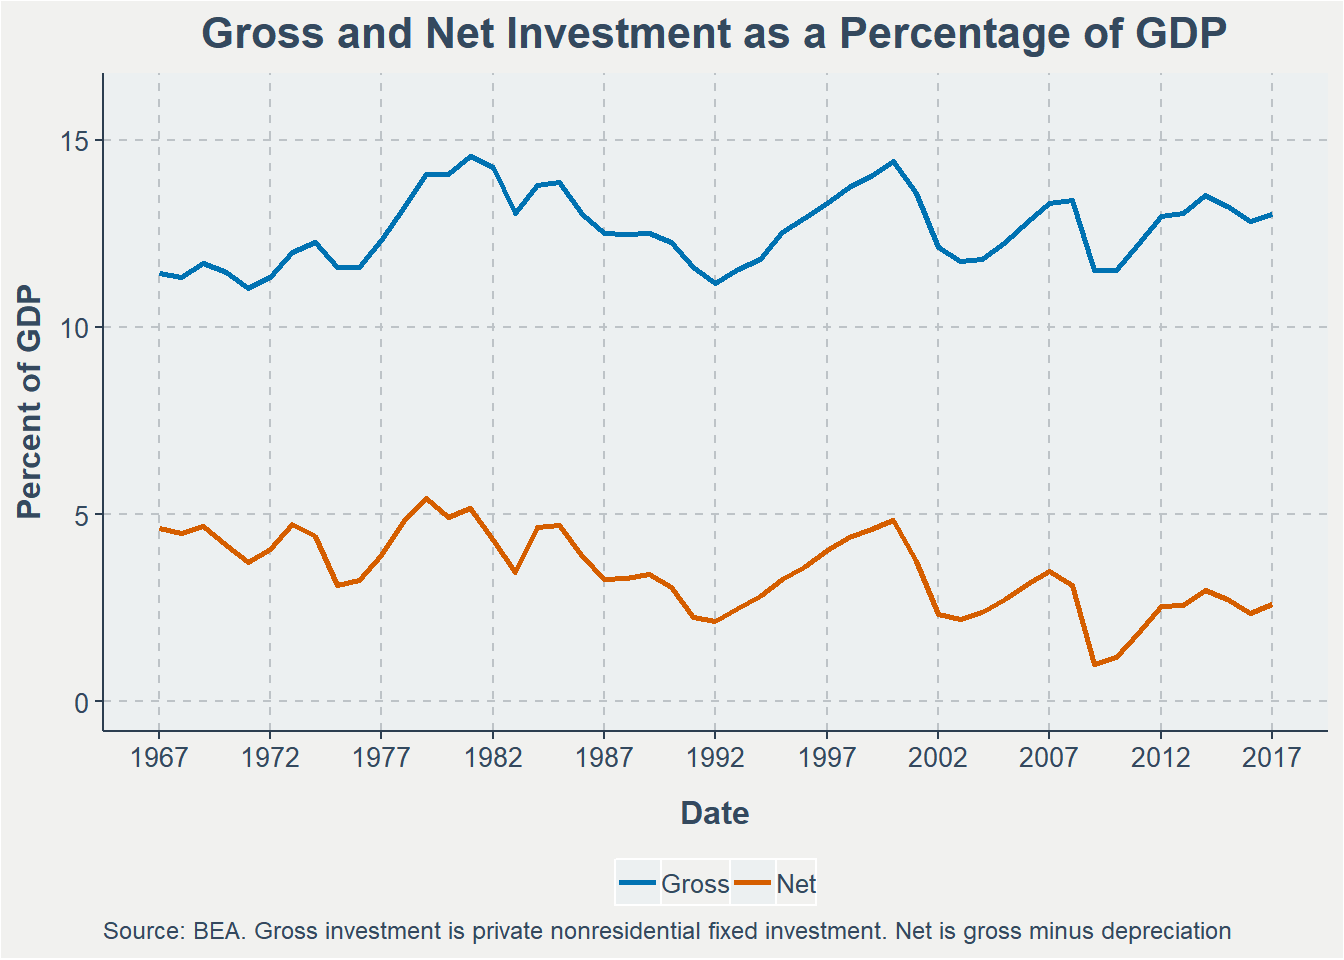 Gross and Net Investment as a Percentage of GDP
15
10
5
0
Percent of GDP
1967 1972 1977 1982 1987 1992 1997 2002 2007 2012 2017
Date
Gross Net
Source: BEA. Gross investment is private nonresidential fixed investment. Net is gross minus depreciation